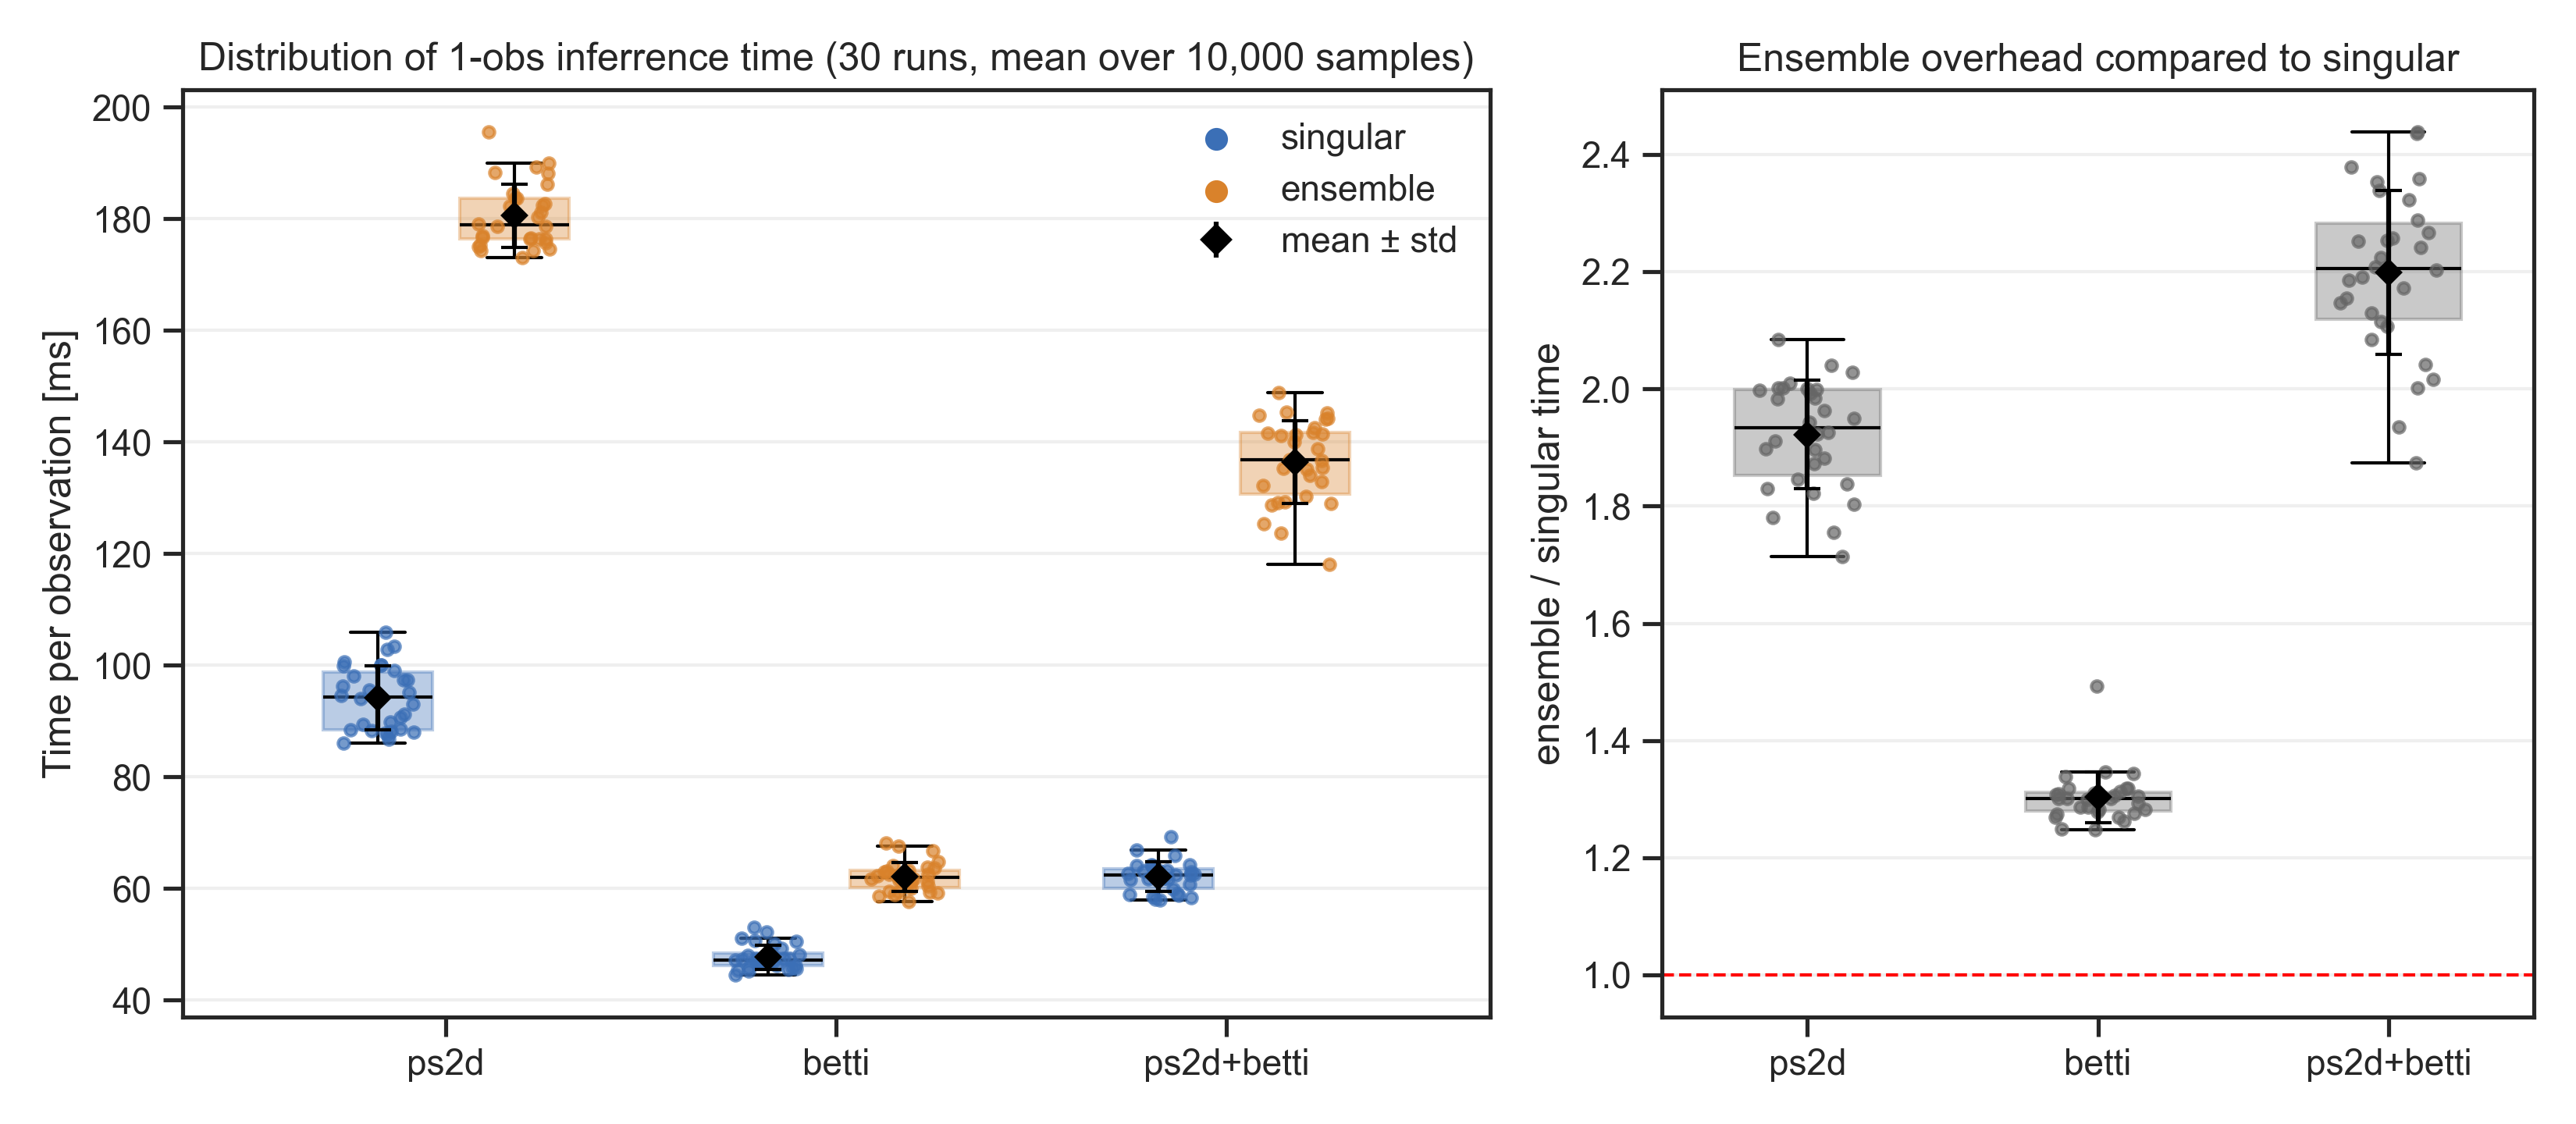 Distribution of 1-obs inferrence time (30 runs, mean over 10,000 samples)
Time per observation [ms]
200
180
160
140
120
100
80
60
40
singular
ensemble
mean ± std
ps2d
betti
ps2d+betti
Ensemble overhead compared to singular
ensemble / singular time
2.4
2.2
2.0
1.8
1.6
1.4
1.2
1.0
ps2d
betti
ps2d+betti